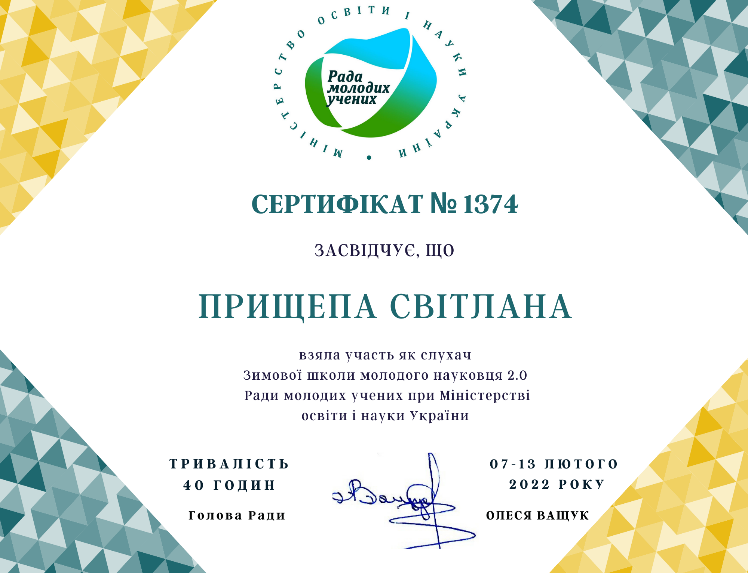 МІНІСТЕРСТВО ОСВІТИ І НАУКИ УКРАЇНИ
Рада
молодих
учених
СЕРТИФІКАТ № 1374
ЗАСВІДЧУЄ, ЩО
ПРИЩЕПА СВІТЛАНА
взяла участь як слухач
Зимової школи молодого науковця 2.0
Ради молодих учених при Міністерстві
освіти і науки України
ТРИВАЛІСТЬ
40 ГОДИН
07-13 ЛЮТОГО
2022 РОКУ
Голова Ради
ОЛЕСЯ ВАЩУК